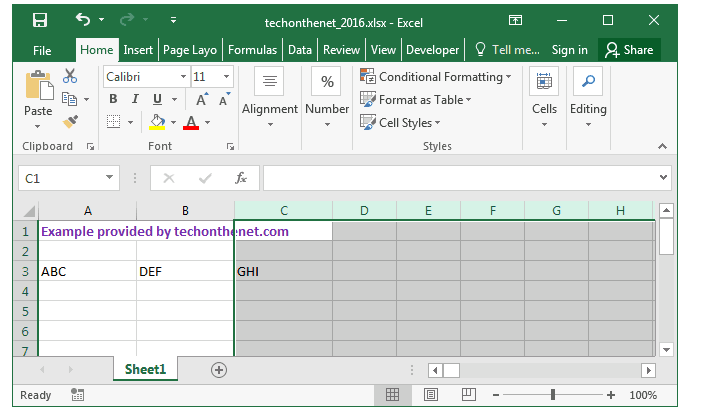 techonthenet_2016.xlsx - Excel
File Home Insert Page Layo Formulas Data Review View Developer Tell me... Sign in Share
Calibri 11 Conditional Formatting
Paste B I U A A Alignment % Number Format as Table Cells Editing
A Cell Styles
Clipboard Font Styles
C1 fx
A B C D E F G H
1 Example provided by techonthenet.com
2
3 ABC DEF GHI
4
5
6
7
Sheet1
Ready 100%